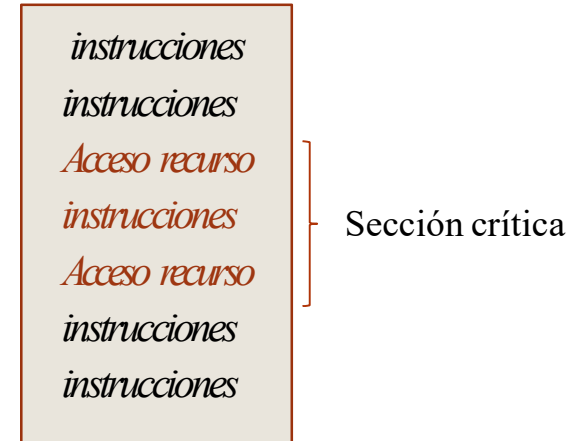 instrucciones
instrucciones
Acceso recurso
instrucciones
Acceso recurso
instrucciones
instrucciones
Sección crítica